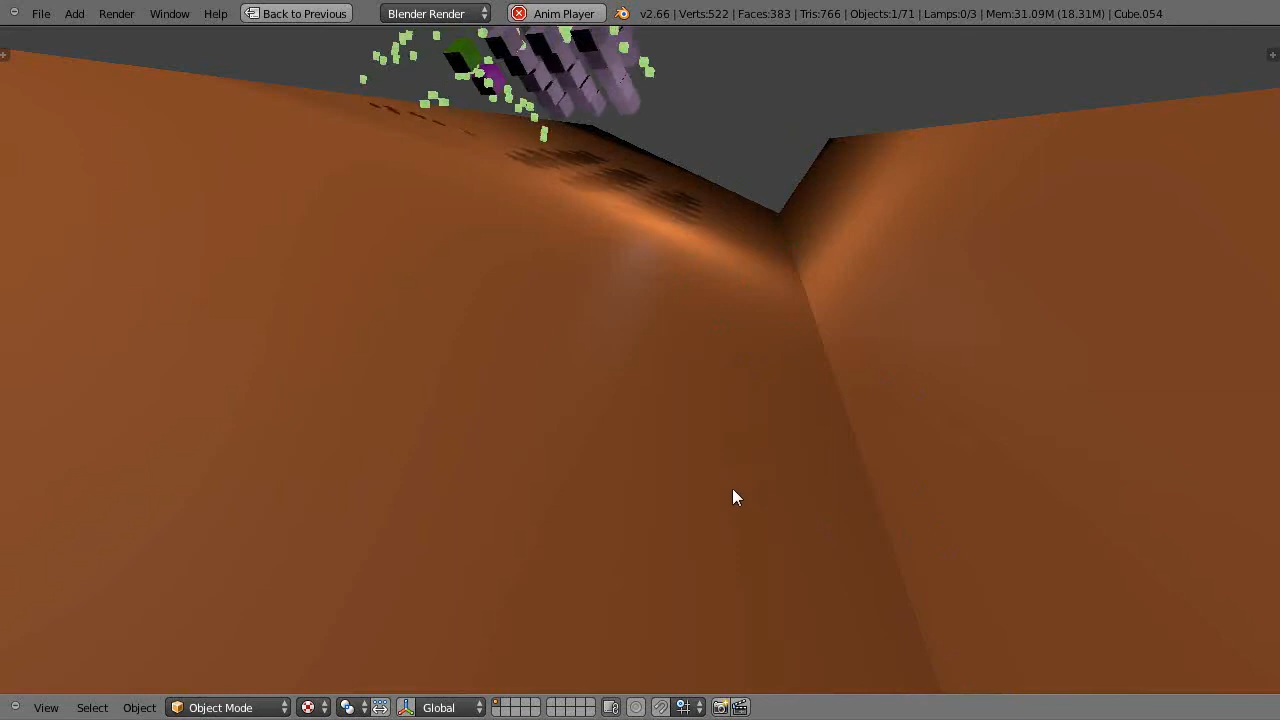 File Add Render Window Help Back to Previous Blender Render Anim Player v2.66 | Verts:522 | Faces:383 | Tris:766 | Objects:1/71 | Lamps:0/3 | Mem:31.09M (18.31M) | Cube.054
View Select Object Object Mode Global